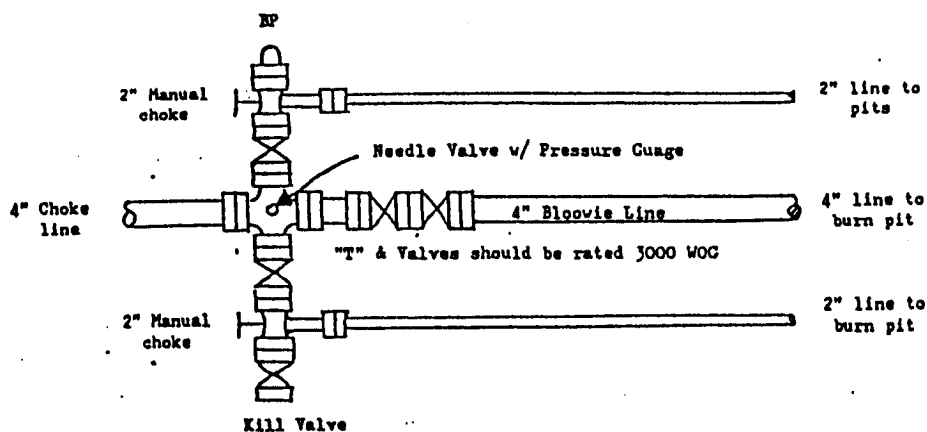 BP
2" Manual
choke
2" line to
pits
Needle Valve w/ Pressure Guage
4" Choke
line
4" Bloowie Line
4" line to
burn pit
"T" & Valves should be rated 3000 WOG
2" Manual
choke
2" line to
burn pit
Kill Valve